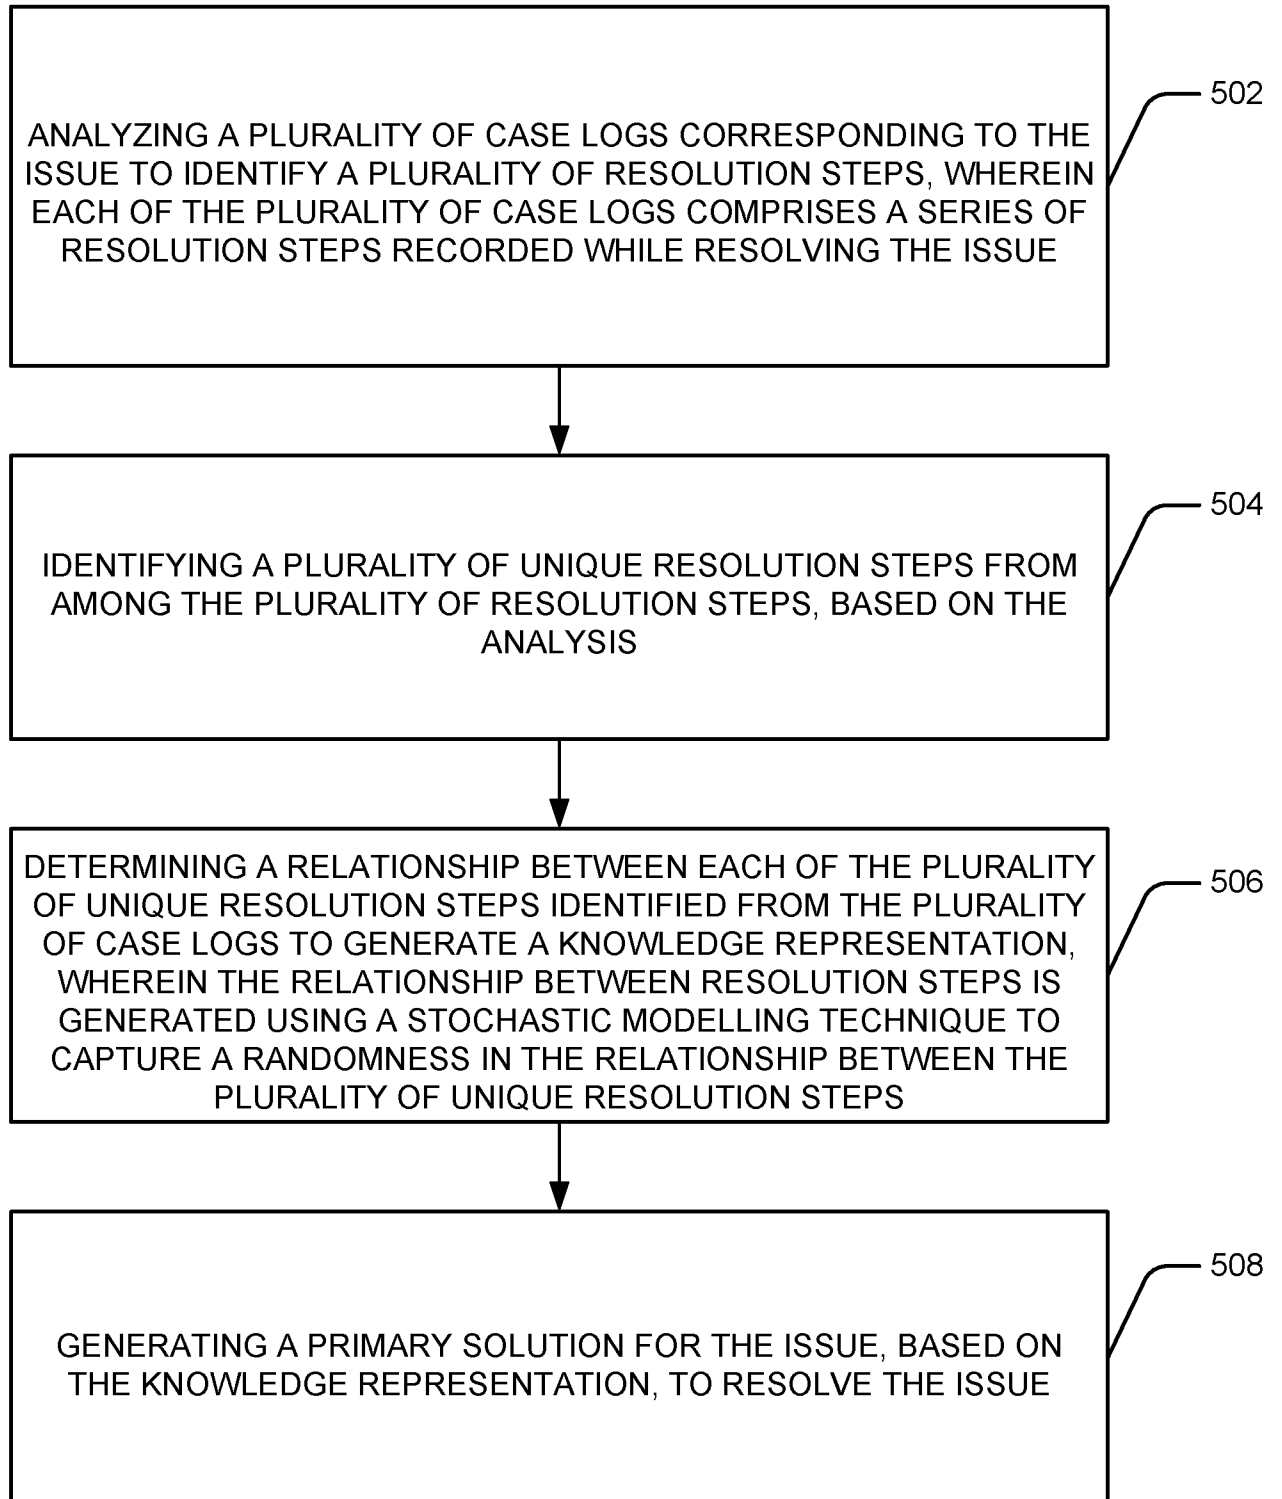 ANALYZING A PLURALITY OF CASE LOGS CORRESPONDING TO THE
ISSUE TO IDENTIFY A PLURALITY OF RESOLUTION STEPS, WHEREIN
EACH OF THE PLURALITY OF CASE LOGS COMPRISES A SERIES OF
RESOLUTION STEPS RECORDED WHILE RESOLVING THE ISSUE
502
IDENTIFYING A PLURALITY OF UNIQUE RESOLUTION STEPS FROM
AMONG THE PLURALITY OF RESOLUTION STEPS, BASED ON THE
ANALYSIS
504
DETERMINING A RELATIONSHIP BETWEEN EACH OF THE PLURALITY
OF UNIQUE RESOLUTION STEPS IDENTIFIED FROM THE PLURALITY
OF CASE LOGS TO GENERATE A KNOWLEDGE REPRESENTATION,
WHEREIN THE RELATIONSHIP BETWEEN RESOLUTION STEPS IS
GENERATED USING A STOCHASTIC MODELLING TECHNIQUE TO
CAPTURE A RANDOMNESS IN THE RELATIONSHIP BETWEEN THE
PLURALITY OF UNIQUE RESOLUTION STEPS
506
GENERATING A PRIMARY SOLUTION FOR THE ISSUE, BASED ON
THE KNOWLEDGE REPRESENTATION, TO RESOLVE THE ISSUE
508